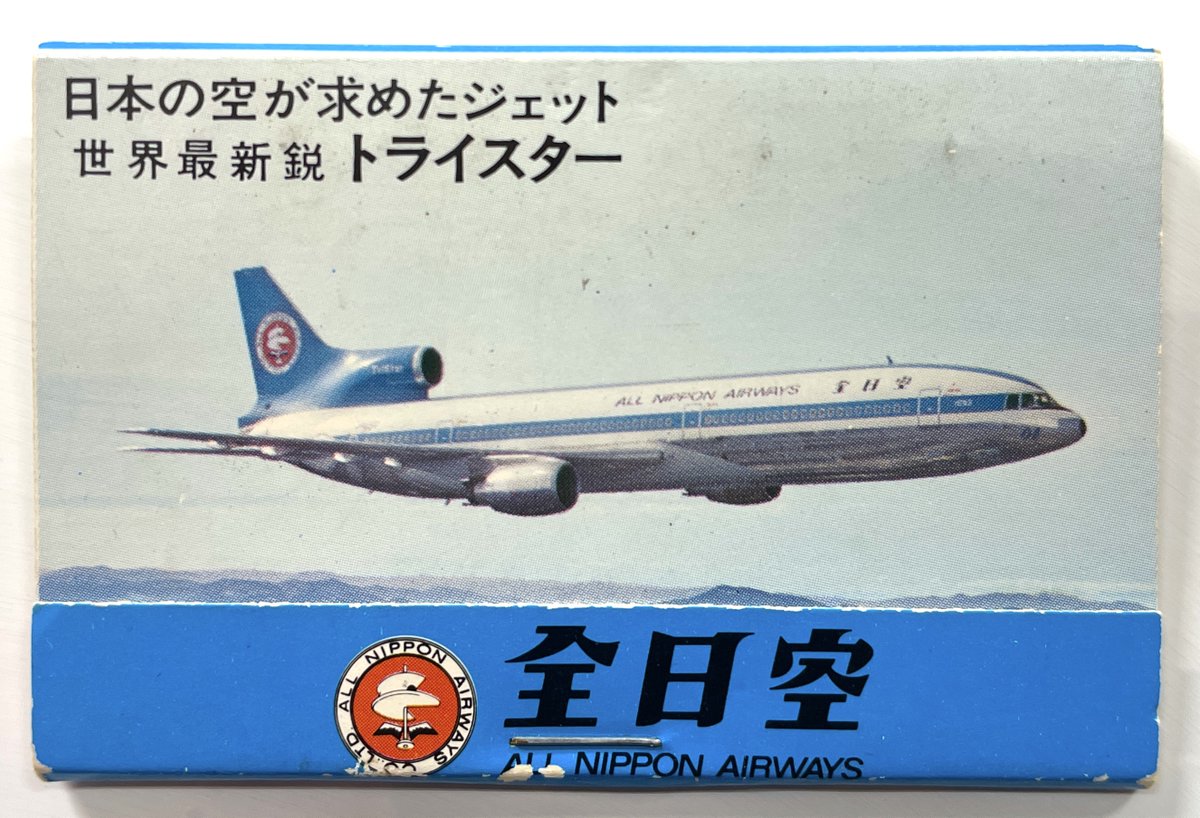 日本の空が求めたジェット
世界最新鋭 トライスター
ALL NIPPON AIRWAYS 全日空
ALL NIPPON AIRWAYS CO., LTD.
全日空
ALL NIPPON AIRWAYS